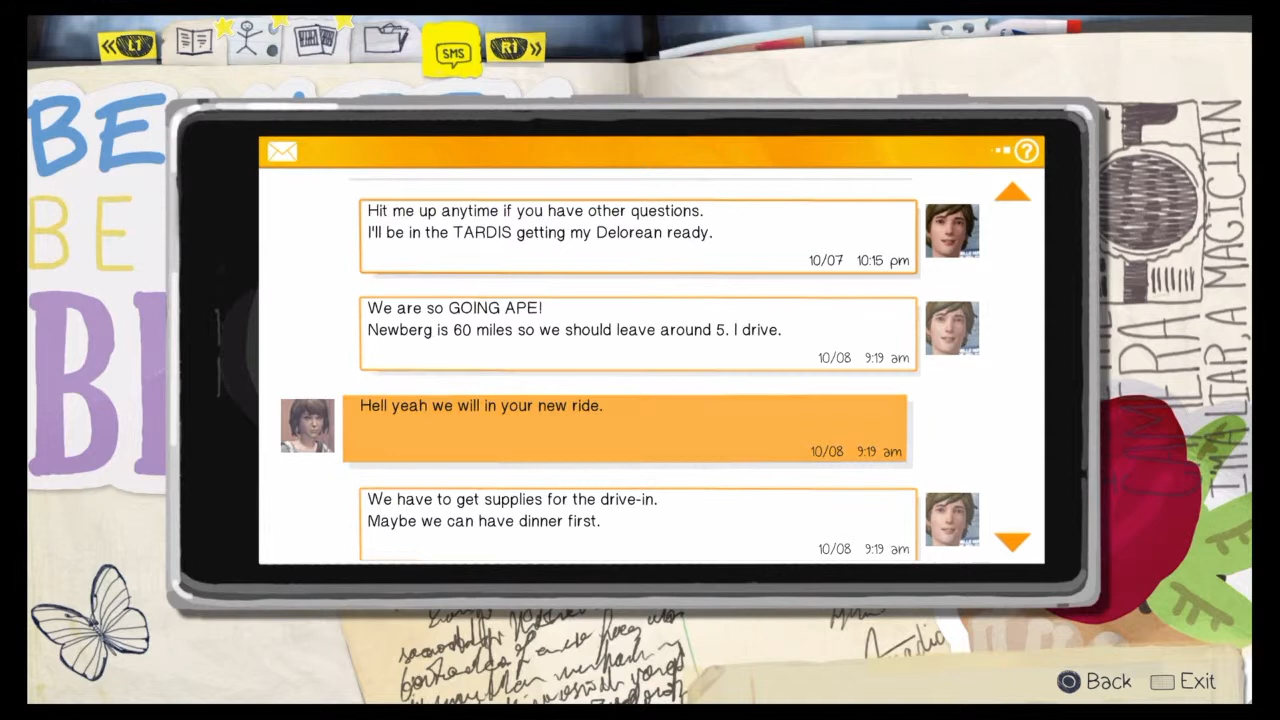 L1
SMS
R1
BE
BE
Hit me up anytime if you have other questions.
I'll be in the TARDIS getting my Delorean ready.
10/07 10:15 pm
We are so GOING APE!
Newberg is 60 miles so we should leave around 5. I drive.
10/08 9:19 am
Hell yeah we will in your new ride.
10/08 9:19 am
We have to get supplies for the drive-in.
Maybe we can have dinner first.
10/08 9:19 am
?
CAMERA
I'M A LIAR, A MAGICIAN
Back
Exit